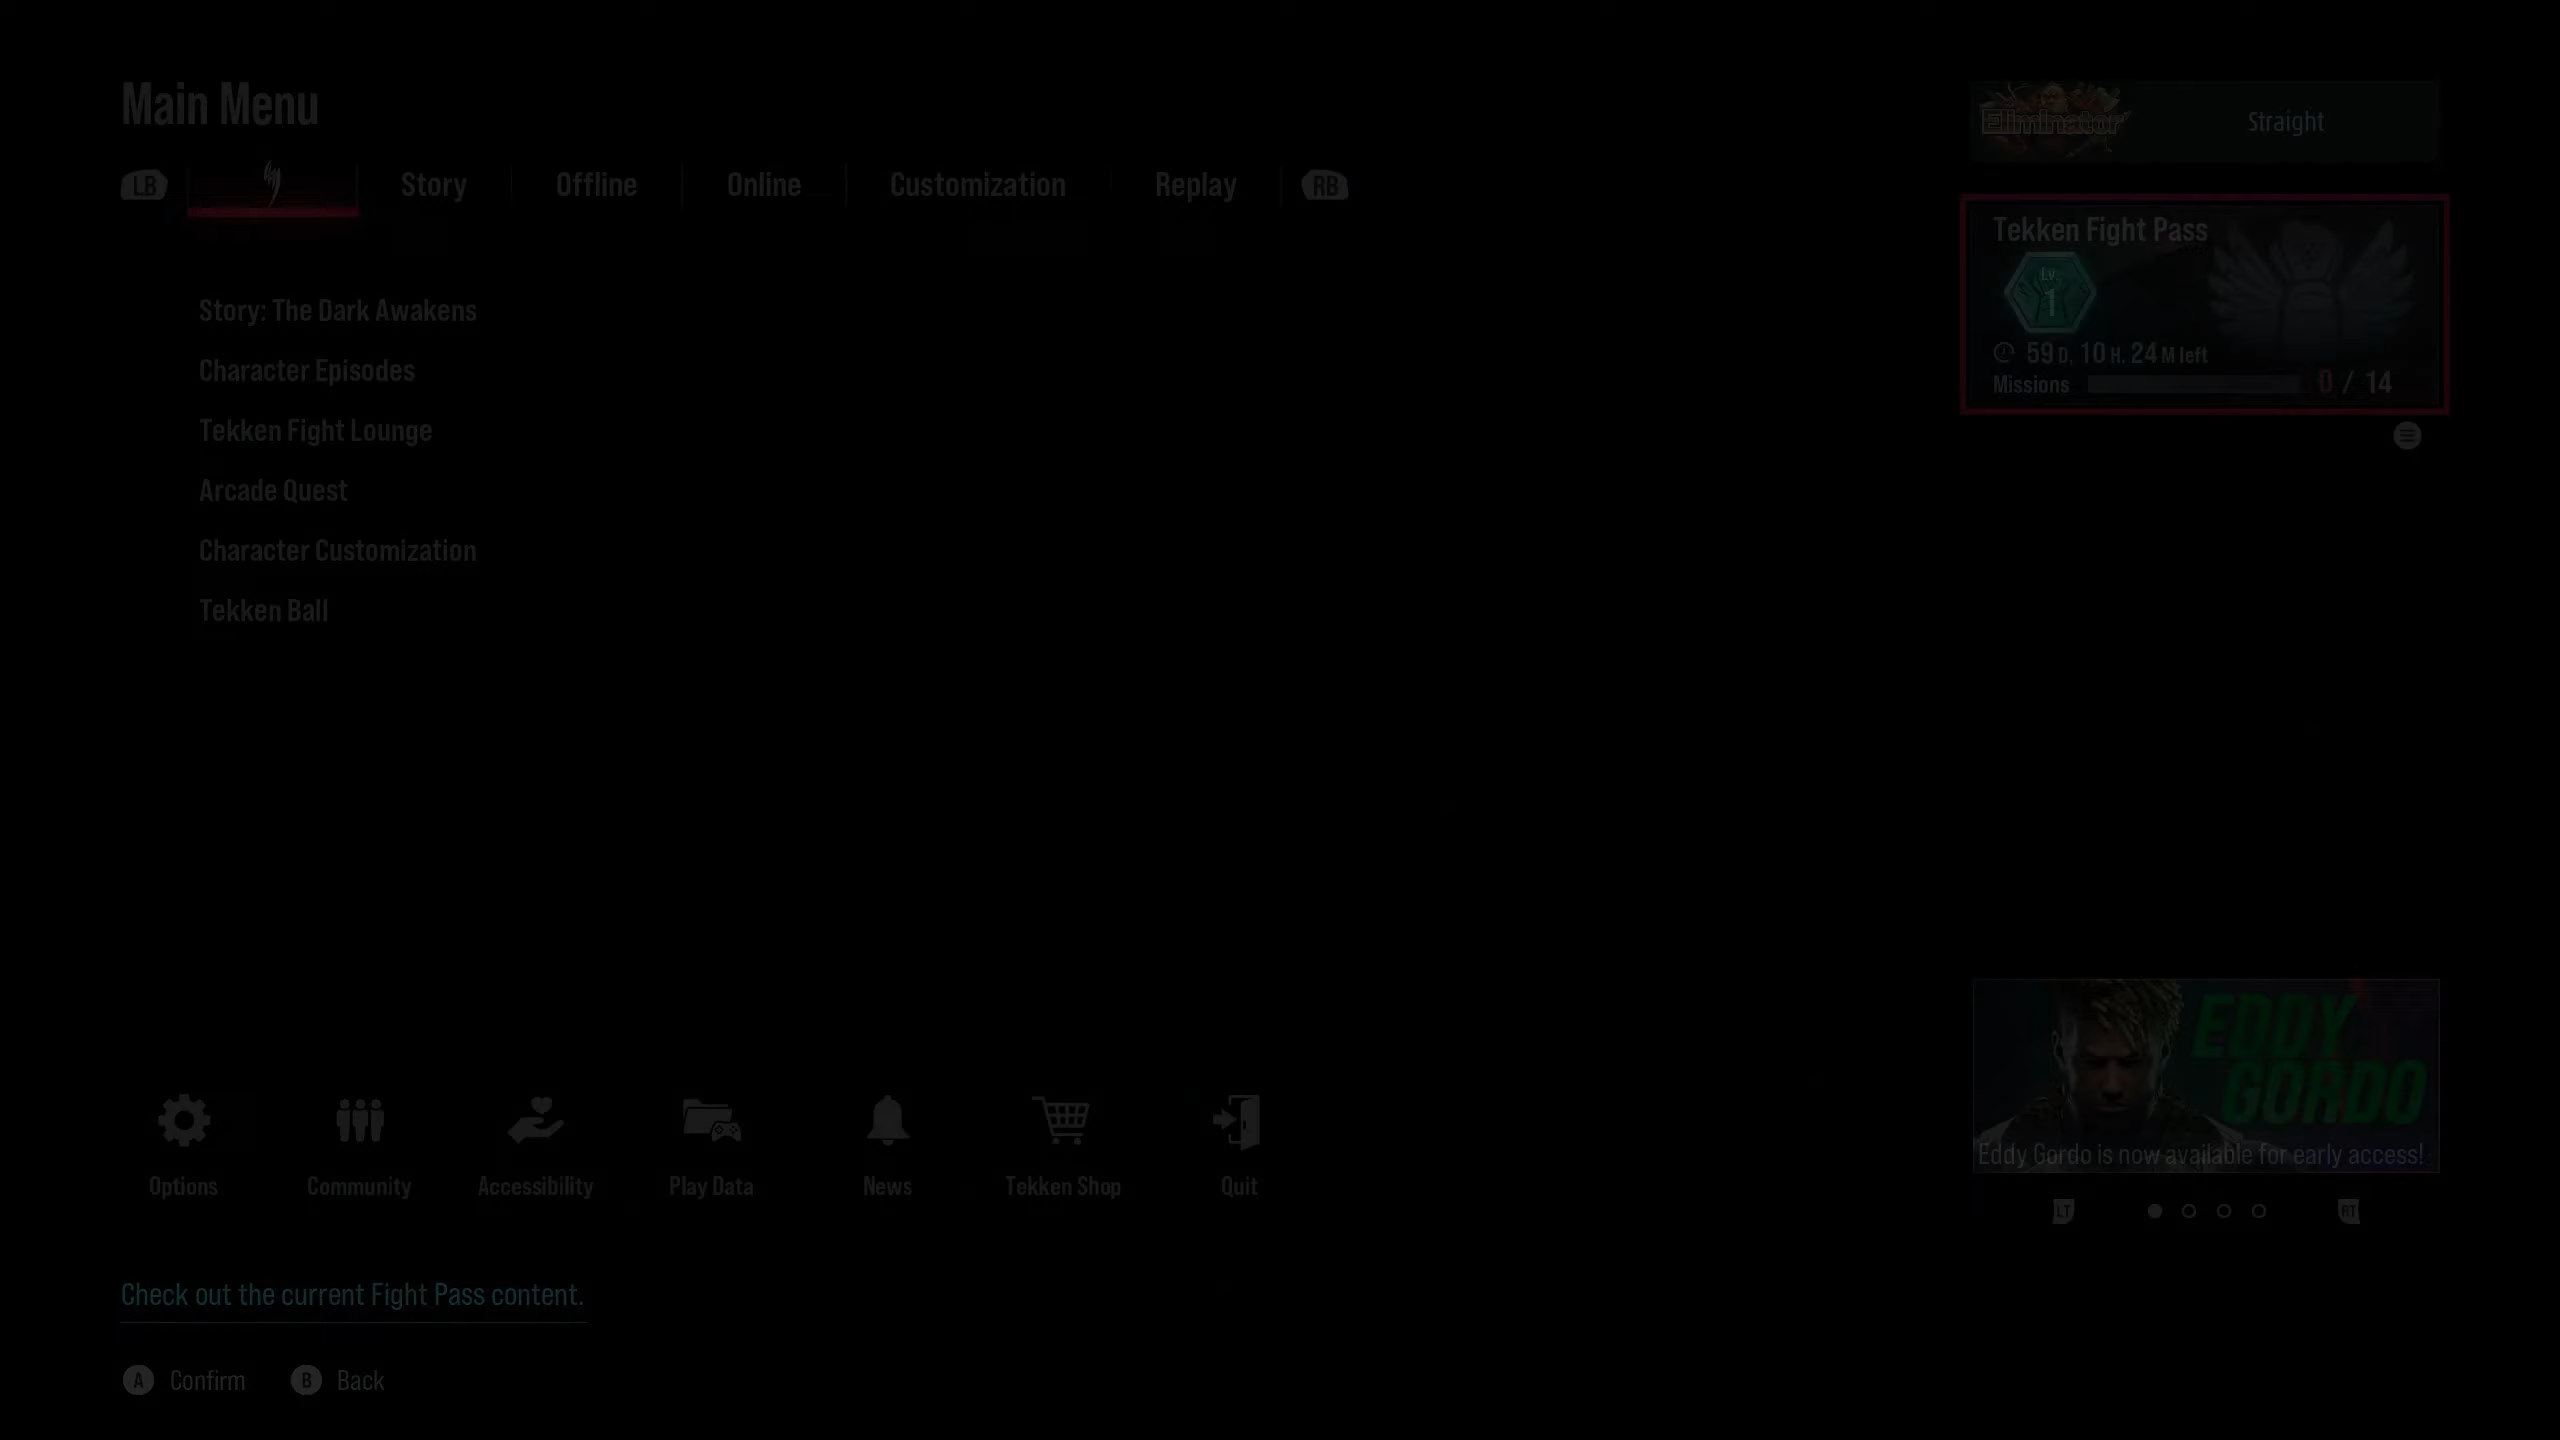 Main Menu
LB
Story
Offline
Online
Customization
Replay
RB
Story: The Dark Awakens
Character Episodes
Tekken Fight Lounge
Arcade Quest
Character Customization
Tekken Ball
Eliminator
Straight
Tekken Fight Pass
Lv.
1
59 D. 10 H. 24 M left
Missions 0 / 14
EDDY
GORDO
Eddy Gordo is now available for early access!
LT
RT
Options
Community
Accessibility
Play Data
News
Tekken Shop
Quit
Check out the current Fight Pass content.
A Confirm B Back